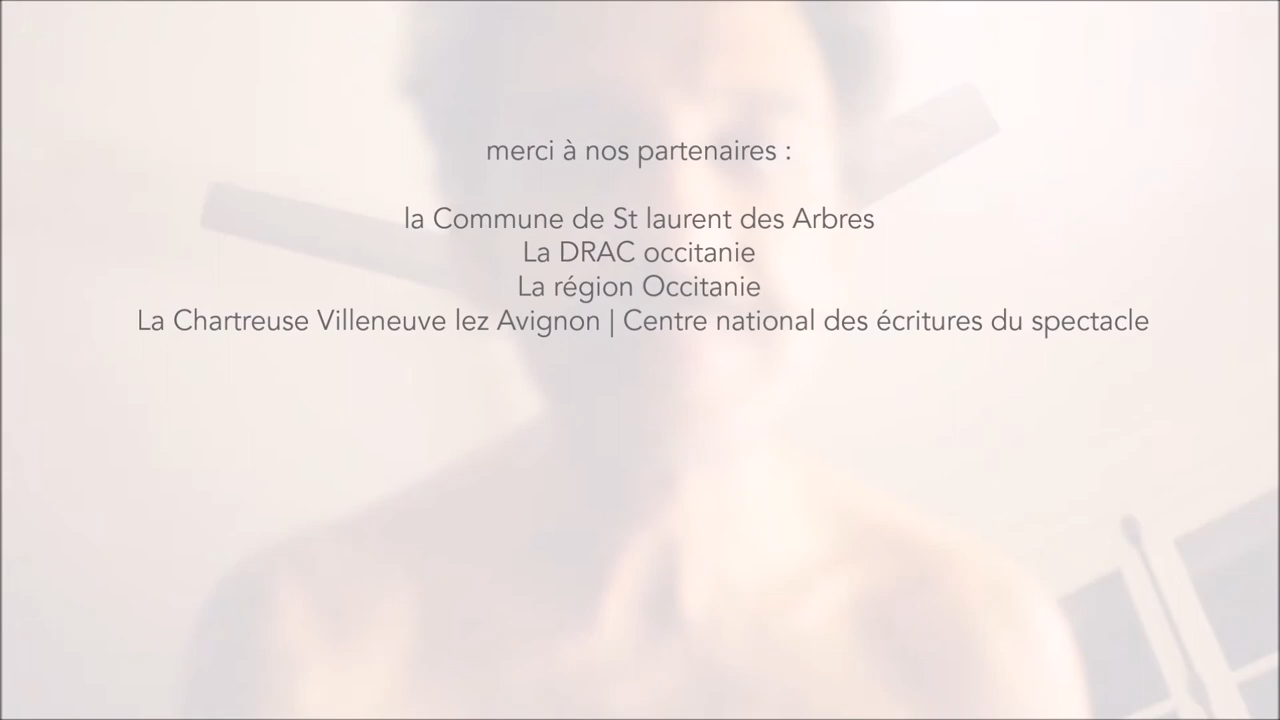 merci à nos partenaires :
la Commune de St laurent des Arbres
La DRAC occitanie
La région Occitanie
La Chartreuse Villeneuve lez Avignon | Centre national des écritures du spectacle